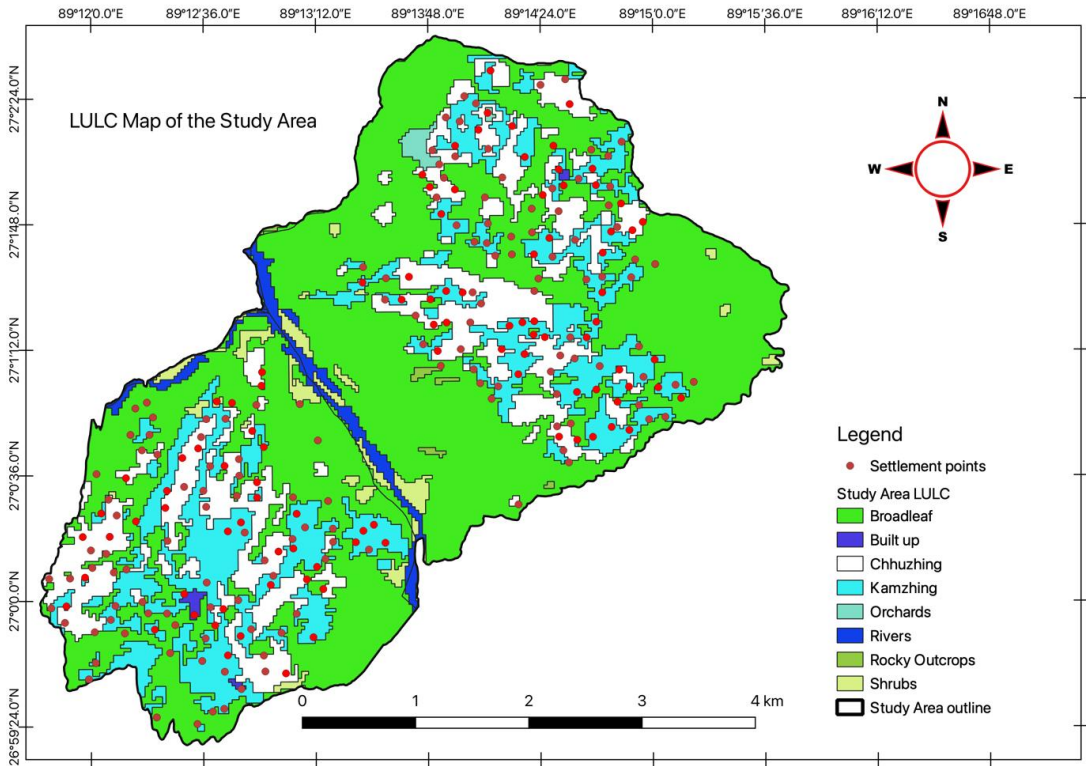 89°120.0"E 89°12'36.0"E 89°13'12.0"E 89°13'48.0"E 89°14'24.0"E 89°15'0.0"E 89°15'36.0"E 89°16'12.0"E 89°16'48.0"E
27°2'24.0"N
27°14'8.0"N
27°1'12.0"N
27°0'36.0"N
27°0'0.0"N
26°59'24.0"N
LULC Map of the Study Area
N
W E
S
Legend
Settlement points
Study Area LULC
Broadleaf
Built up
Chhuzhing
Kamzhing
Orchards
Rivers
Rocky Outcrops
Shrubs
Study Area outline
0 1 2 3 4 km